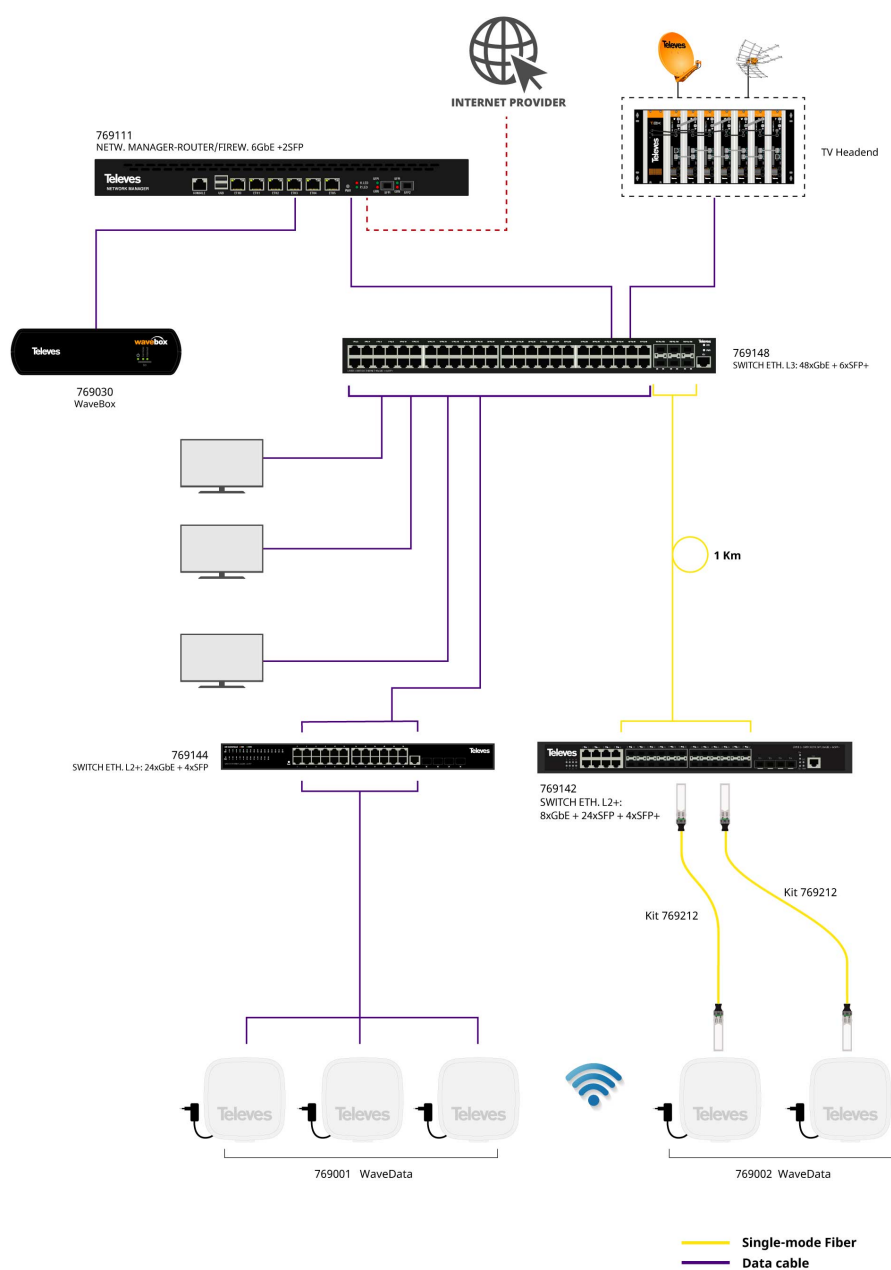 Televes
INTERNET PROVIDER
769111
NETW. MANAGER-ROUTER/FIREW. 6GbE +2SFP
Televes
NETWORK MANAGER
Televes
TV Headend
Televes
wavebox
769030
WaveBox
Televes
769148
SWITCH ETH. L3: 48xGbE + 6xSFP+
1 Km
769144
SWITCH ETH. L2+: 24xGbE + 4xSFP
Televes
Televes
769142
SWITCH ETH. L2+:
8xGbE + 24xSFP + 4xSFP+
Kit 769212
Kit 769212
Televes
Televes
Televes
Televes
Televes
769001 WaveData
769002 WaveData
Single-mode Fiber
Data cable